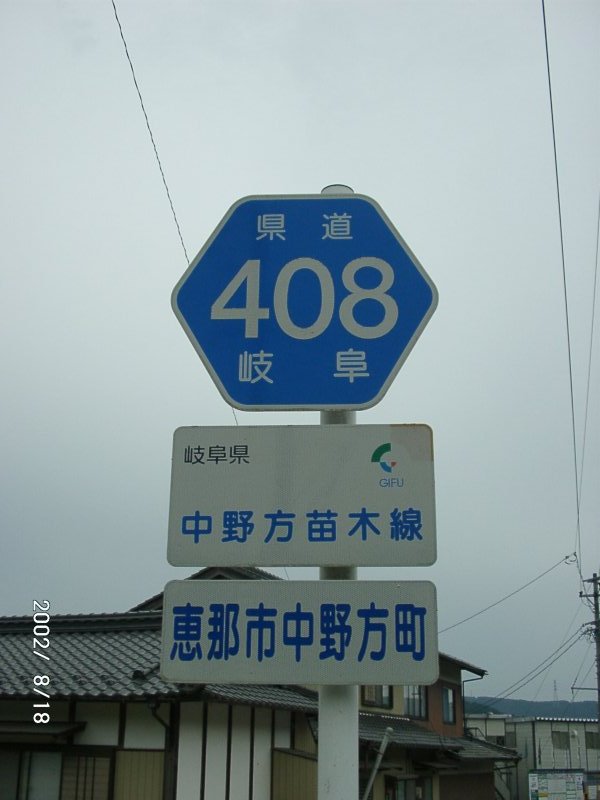 県道
408
岐阜
岐阜県
GIFU
中野方苗木線
恵那市中野方町
2002/ 8/18